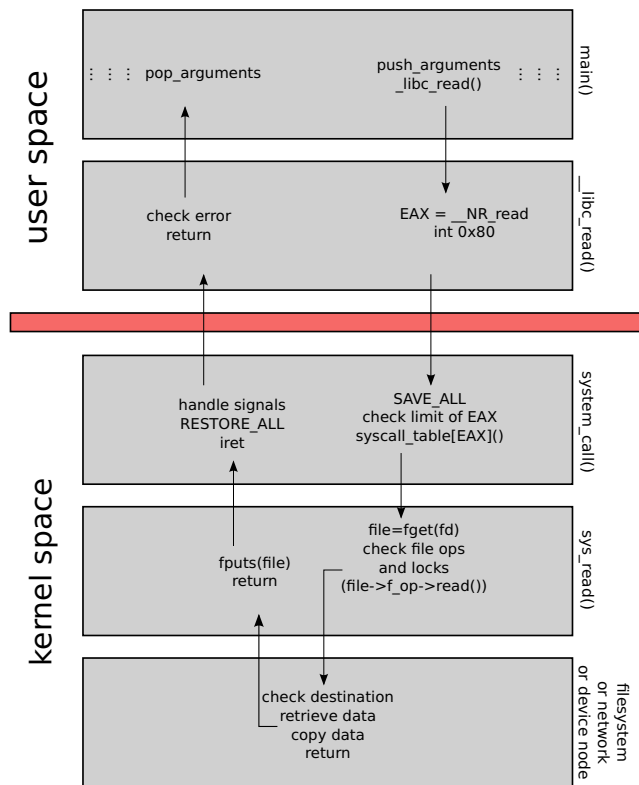 user space
⋮ ⋮ ⋮ pop_arguments
push_arguments
_libc_read()
⋮ ⋮ ⋮
main()
check error
return
EAX = __NR_read
int 0x80
__libc_read()
kernel space
handle signals
RESTORE_ALL
iret
SAVE_ALL
check limit of EAX
syscall_table[EAX]()
system_call()
fputs(file)
return
file=fget(fd)
check file ops
and locks
(file->f_op->read())
sys_read()
check destination
retrieve data
copy data
return
filesystem
or network
or device node